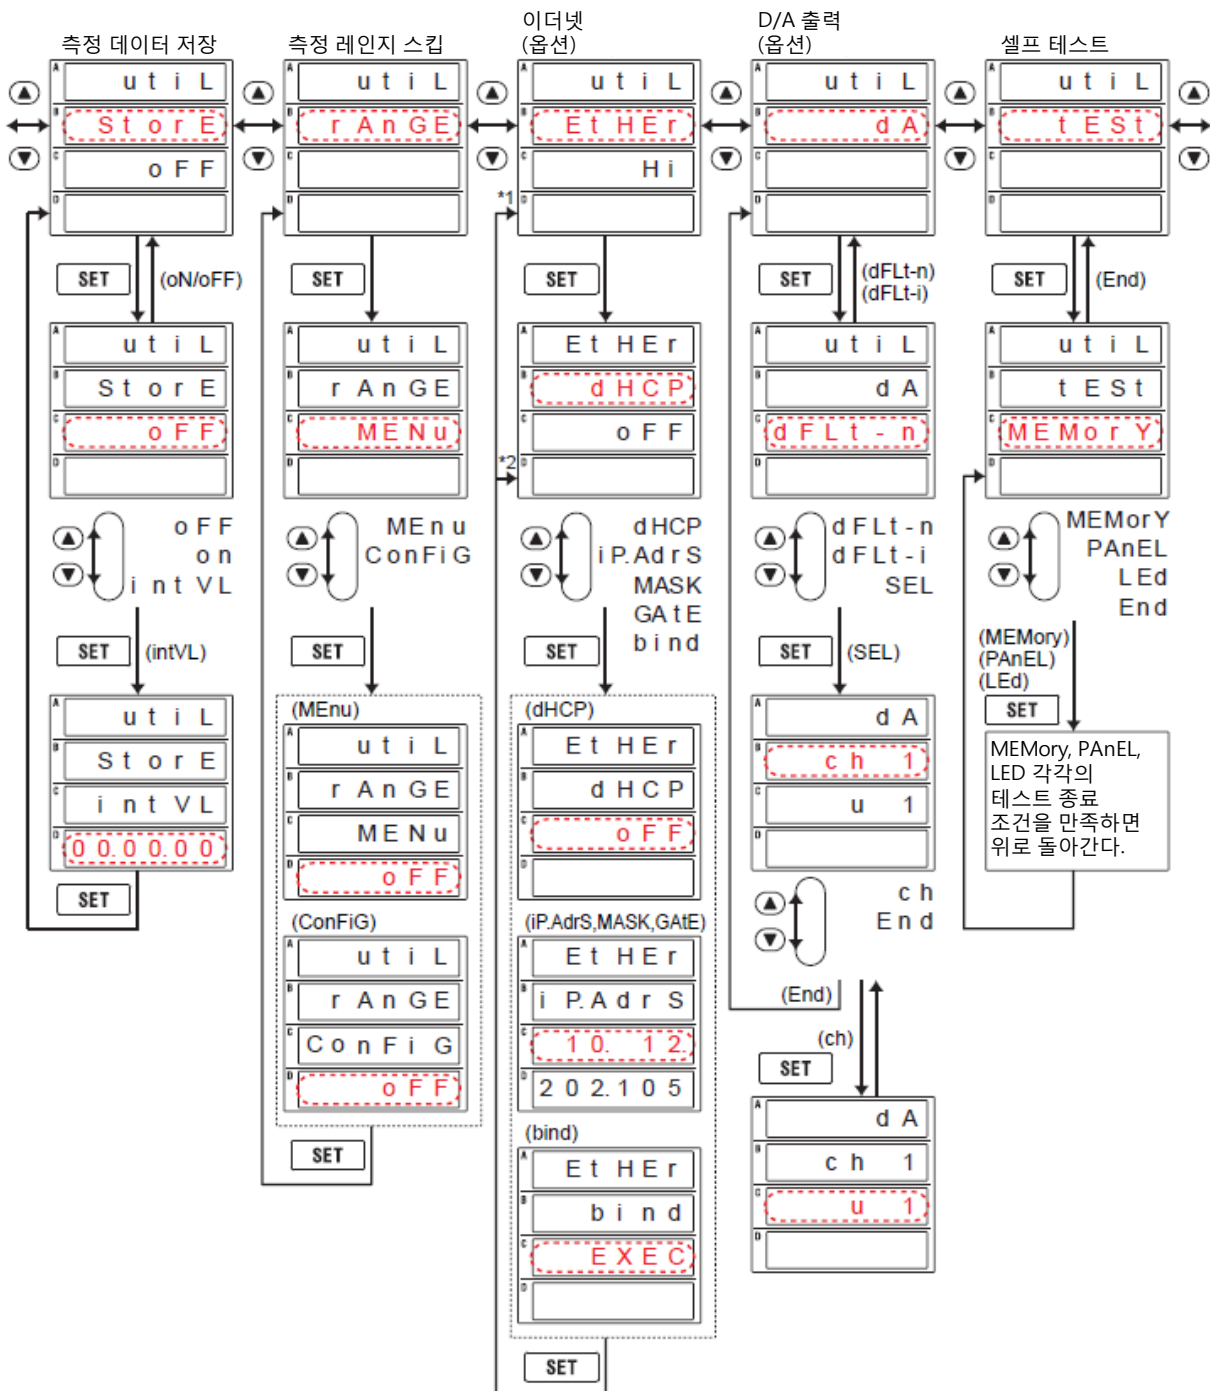 측정 데이터 저장
A utiL
B StorE
C oFF
D
SET (oN/oFF)
A utiL
B StorE
C oFF
D
oFF
on
intVL
SET (intVL)
A utiL
B StorE
C intVL
D 00.00.00
SET
측정 레인지 스킵
A utiL
B rAnGE
C
D
SET
A utiL
B rAnGE
C MENu
D
MEnu
ConFiG
SET
(MEnu)
A utiL
B rAnGE
C MENu
D oFF
(ConFiG)
A utiL
B rAnGE
C ConFiG
D oFF
SET
이더넷
(옵션)
A utiL
B EtHEr
C Hi
D
*1
SET
A EtHEr
B dHCP
C oFF
D
*2
dHCP
iP.AdrS
MASK
GAtE
bind
SET
(dHCP)
A EtHEr
B dHCP
C oFF
D
(iP.AdrS,MASK,GAtE)
A EtHEr
B iP.AdrS
C 10. 12.
D 202.105
(bind)
A EtHEr
B bind
C EXEC
D
SET
D/A 출력
(옵션)
A utiL
B dA
C
D
SET (dFLt-n)
(dFLt-i)
A utiL
B dA
C dFLt-n
D
dFLt-n
dFLt-i
SEL
SET (SEL)
A dA
B ch 1
C u 1
D
ch
End
(End)
(ch)
SET
A dA
B ch 1
C u 1
D
셀프 테스트
A utiL
B tESt
C
D
SET (End)
A utiL
B tESt
C MEMorY
D
MEMorY
PAnEL
LEd
End
(MEMory)
(PAnEL)
(LEd)
SET
MEMory, PAnEL,
LED 각각의
테스트 종료
조건을 만족하면
위로 돌아간다.